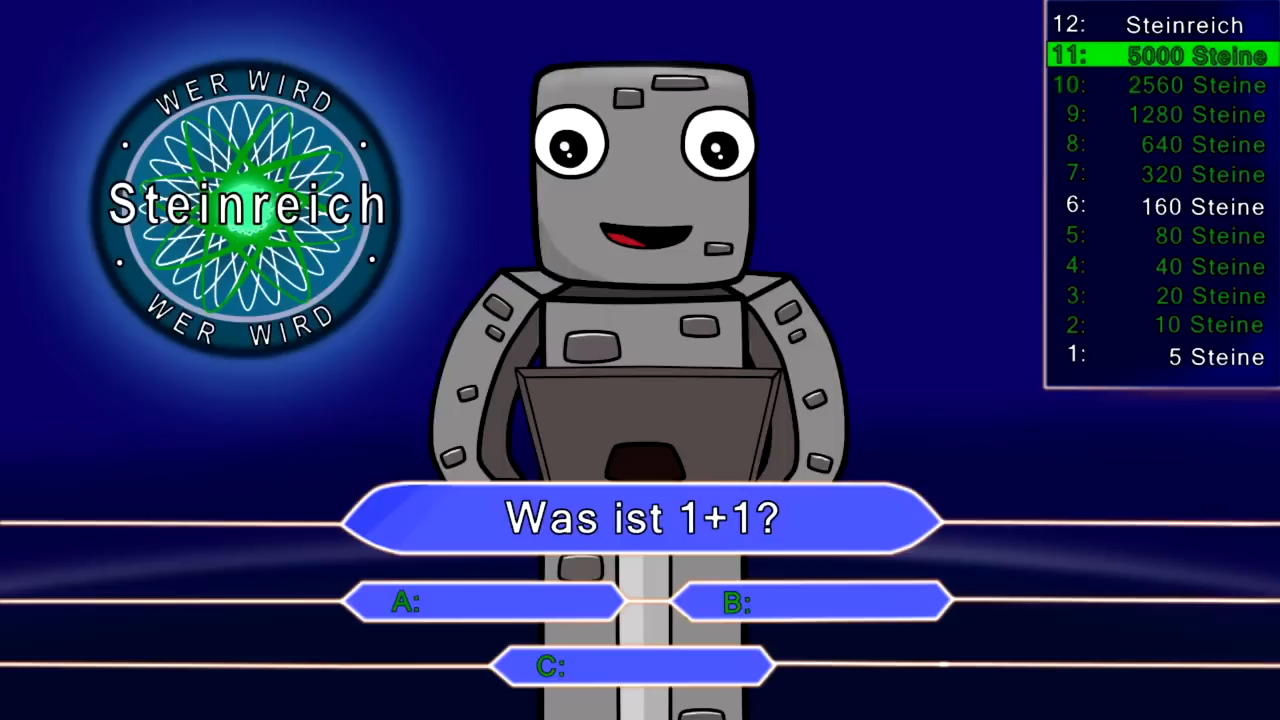 WER WIRD
Steinreich
WER WIRD
12: Steinreich
11: 5000 Steine
10: 2560 Steine
9: 1280 Steine
8: 640 Steine
7: 320 Steine
6: 160 Steine
5: 80 Steine
4: 40 Steine
3: 20 Steine
2: 10 Steine
1: 5 Steine
Was ist 1+1?
A:
B:
C: